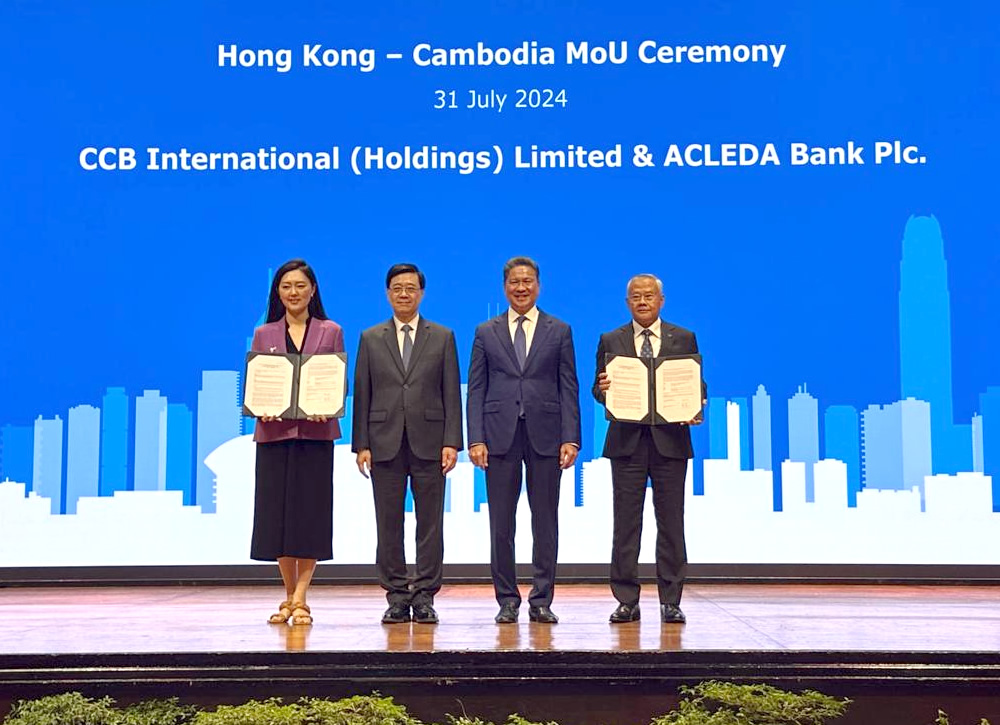 Hong Kong – Cambodia MoU Ceremony
31 July 2024
CCB International (Holdings) Limited & ACLEDA Bank Plc.